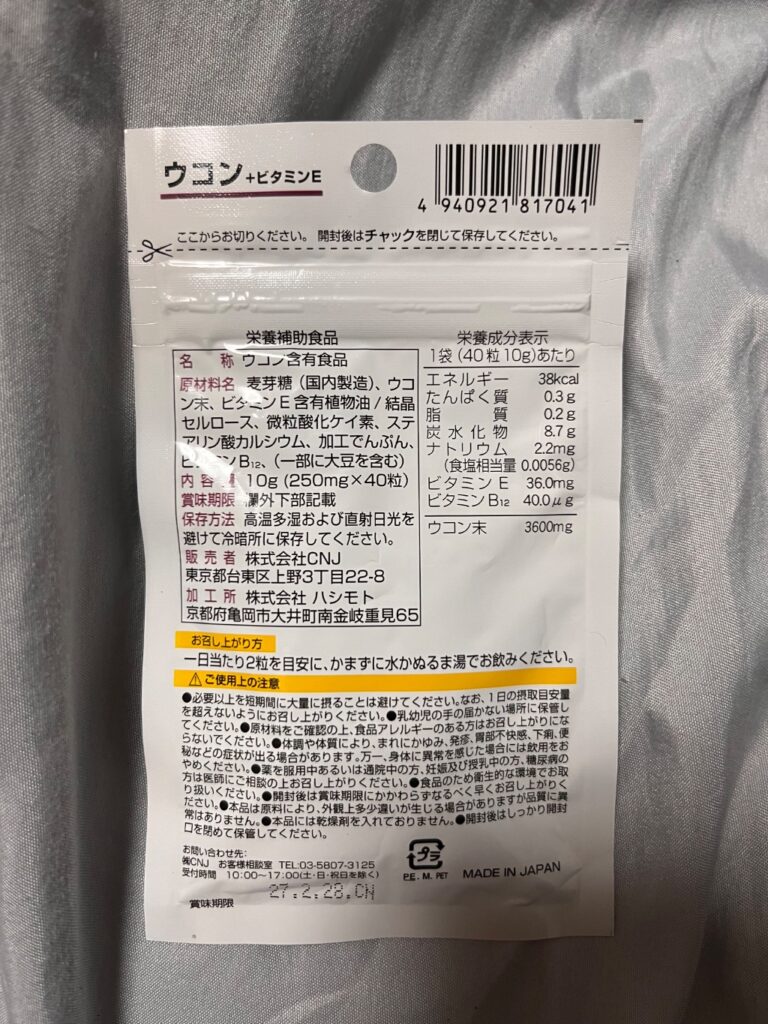 ウコン+ビタミンE
4 940921 817041
ここからお切りください。 開封後はチャックを閉じて保存してください。
栄養補助食品
名 称 ウコン含有食品
原材料名 麦芽糖（国内製造）、ウコ
ン末、ビタミンE含有植物油/結晶
セルロース、微粒酸化ケイ素、ステ
アリン酸カルシウム、加工でんぷん、
ビタミンB₁₂、（一部に大豆を含む）
内 容 量 10g（250mg×40粒）
賞味期限 欄外下部記載
保存方法 高温多湿および直射日光を
避けて冷暗所に保存してください。
販 売 者 株式会社CNJ
東京都台東区上野3丁目22-8
加 工 所 株式会社 ハシモト
京都府亀岡市大井町南金岐重見65
栄養成分表示
1袋（40粒10g）あたり
エネルギー 38kcal
たんぱく質 0.3g
脂 質 0.2g
炭水化物 8.7g
ナトリウム 2.2mg
（食塩相当量 0.0056g）
ビタミンE 36.0mg
ビタミンB₁₂ 40.0μg
ウコン末 3600mg
お召し上がり方
一日当たり2粒を目安に、かまずに水かぬるま湯でお飲みください。
⚠ご使用上の注意
●必要以上を短期間に大量に摂ることは避けてください。なお、1日の摂取目安量
を超えないようにお召し上がりください。●乳幼児の手の届かない場所に保管し
てください。●原材料をご確認の上、食品アレルギーのある方はお召し上がりにな
らないでください。●体調や体質により、まれにかゆみ、発疹、胃部不快感、下痢、便
秘などの症状が出る場合があります。万一、身体に異常を感じた場合には飲用をお
やめください。●薬を服用中あるいは通院中の方、妊娠及び授乳中の方、糖尿病の
方は医師にご相談の上お召し上がりください。●食品のため衛生的な環境でお取
り扱いください。●開封後は賞味期限にかかわらずなるべく早くお召し上がりく
ださい。●本品は原料により、外観上多少違いが生じる場合がありますが品質に異
常はありません。●本品には乾燥剤を入れておりません。●開封後はしっかり開封
口を閉めて保管してください。
お問い合わせ先：
㈱CNJ お客様相談室 TEL:03-5807-3125
受付時間 10:00〜17:00（土・日・祝日を除く）
プラ
P.E. M. PET
MADE IN JAPAN
賞味期限 27.2.28.CN